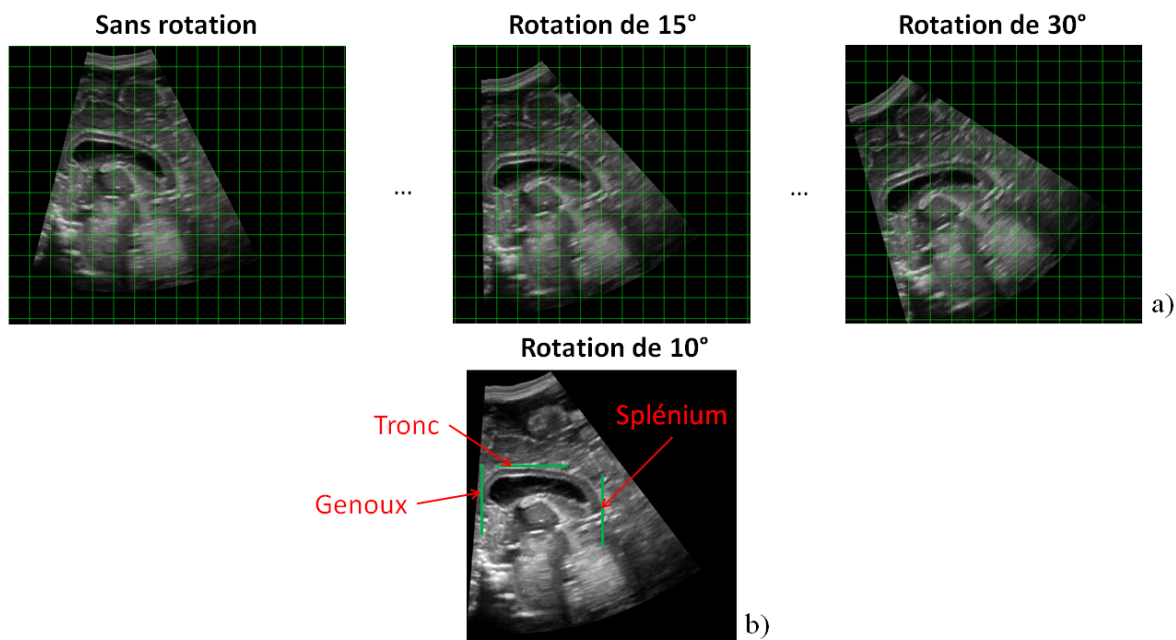 Sans rotation
Rotation de 15°
Rotation de 30°
...
...
a)
Rotation de 10°
Tronc
Splénium
Genoux
b)